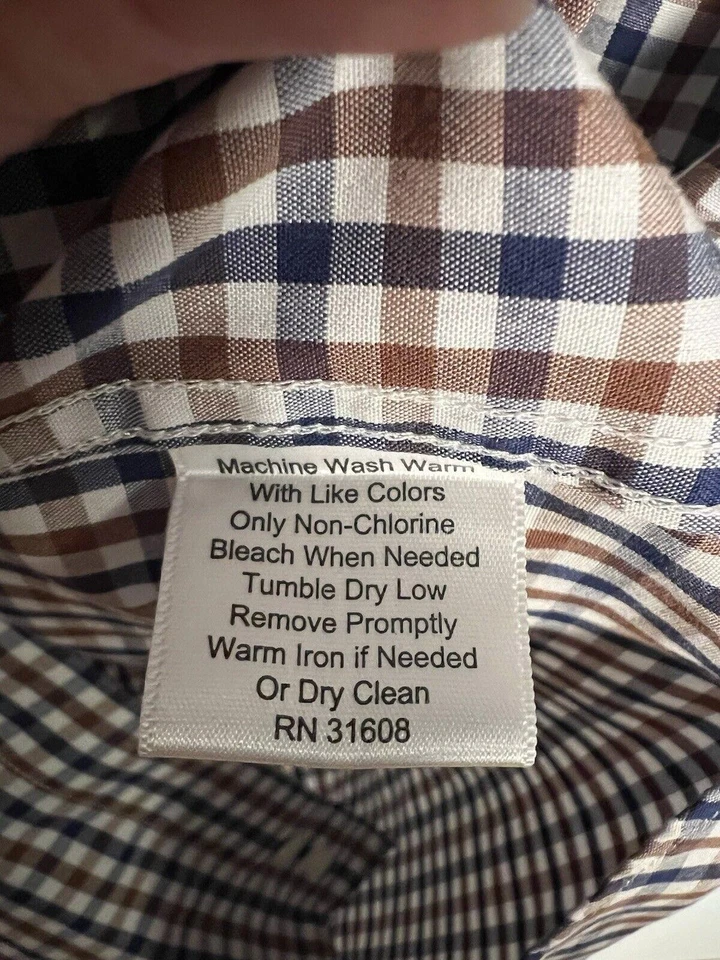 Machine Wash Warm
With Like Colors
Only Non-Chlorine
Bleach When Needed
Tumble Dry Low
Remove Promptly
Warm Iron if Needed
Or Dry Clean
RN 31608